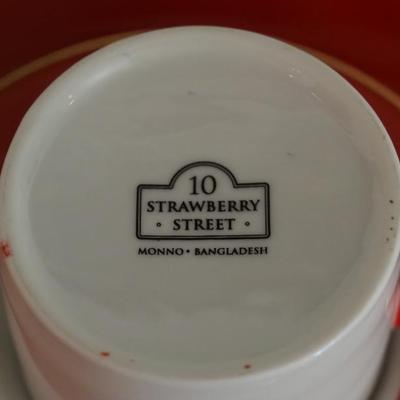 10
STRAWBERRY
· STREET ·
MONNO · BANGLADESH